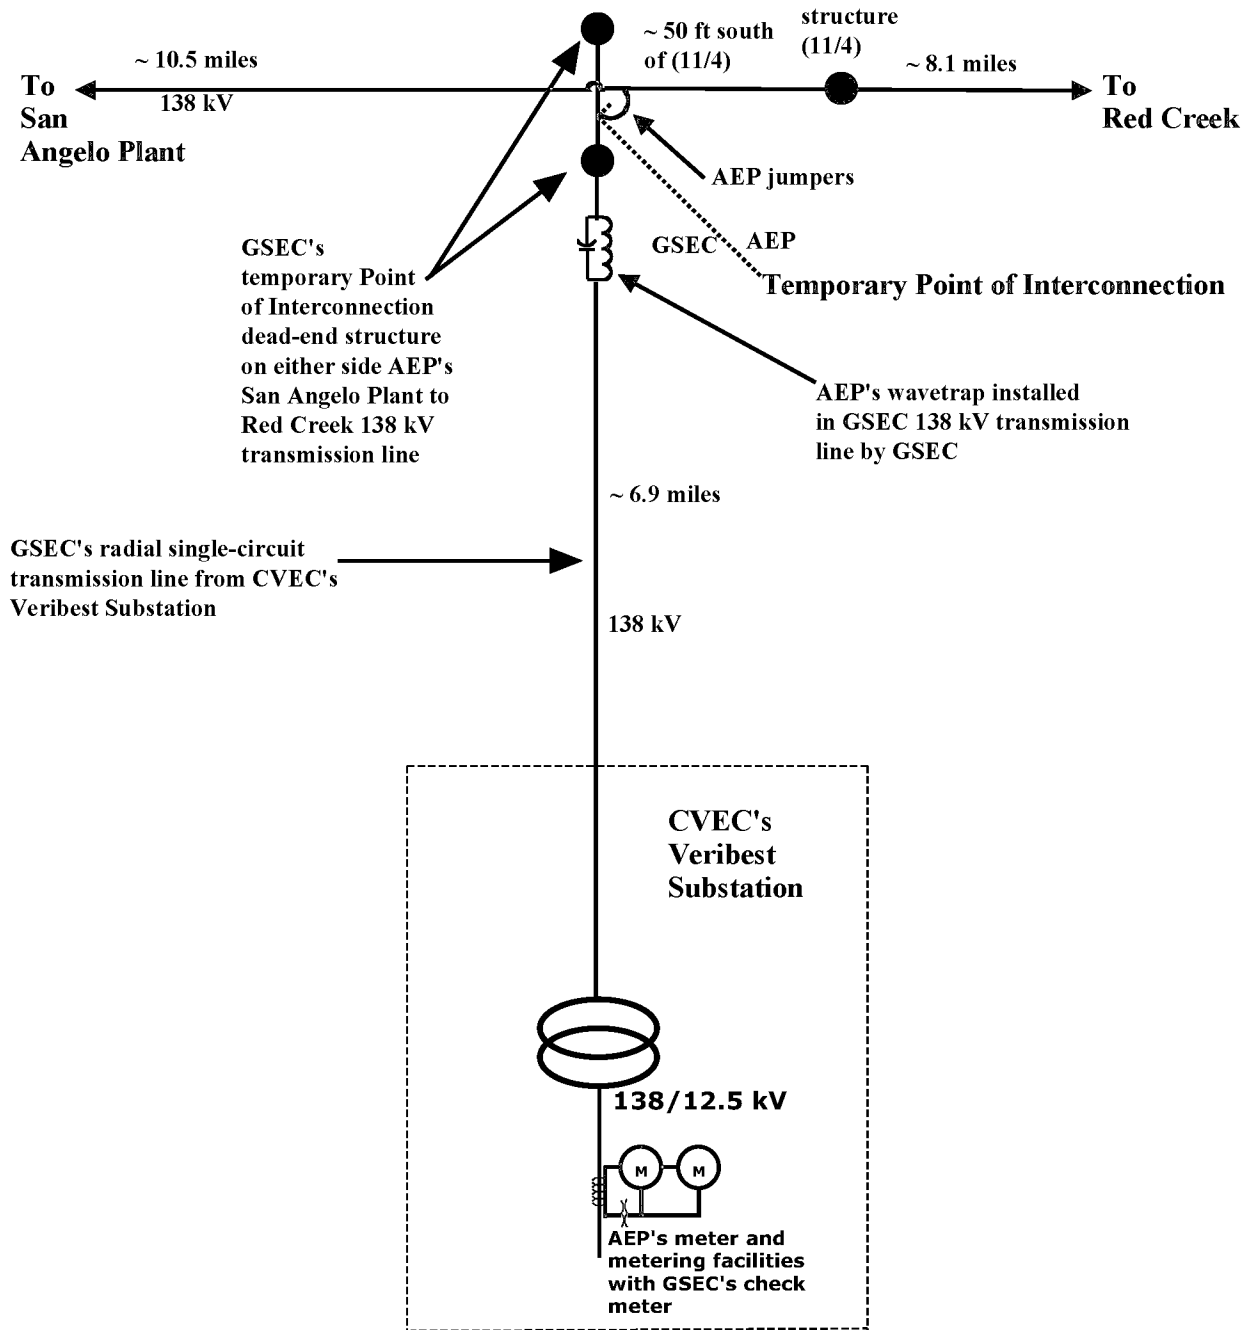 ~ 50 ft south
of (11/4)
structure
(11/4)
~ 10.5 miles
138 kV
~ 8.1 miles
To
San
Angelo Plant
To
Red Creek
AEP jumpers
GSEC
AEP
Temporary Point of Interconnection
GSEC's
temporary Point
of Interconnection
dead-end structure
on either side AEP's
San Angelo Plant to
Red Creek 138 kV
transmission line
AEP's wavetrap installed
in GSEC 138 kV transmission
line by GSEC
~ 6.9 miles
GSEC's radial single-circuit
transmission line from CVEC's
Veribest Substation
138 kV
CVEC's
Veribest
Substation
138/12.5 kV
M
M
AEP's meter and
metering facilities
with GSEC's check
meter